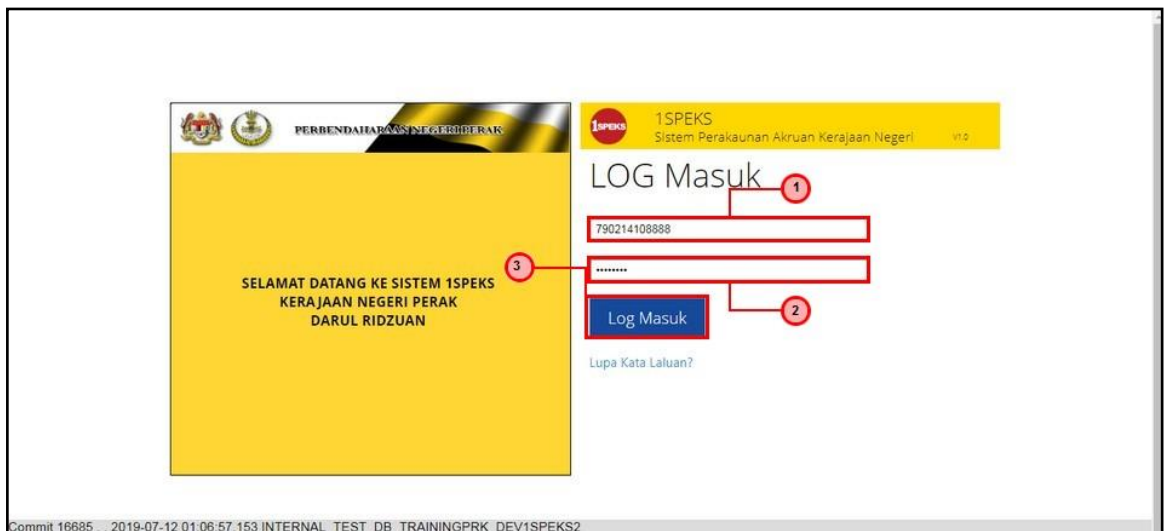 PERBENDAHARAAN NEGERI PERAK
SELAMAT DATANG KE SISTEM 1SPEKS
KERAJAAN NEGERI PERAK
DARUL RIDZUAN
1SPEKS
1SPEKS
Sistem Perakaunan Akruan Kerajaan Negeri V1.0
LOG Masuk
1
790214108888
3
........
Log Masuk
2
Lupa Kata Laluan?
Commit 16685 . . 2019-07-12 01:06:57.153 INTERNAL_TEST_DB_TRAININGPRK_DEV1SPEKS2